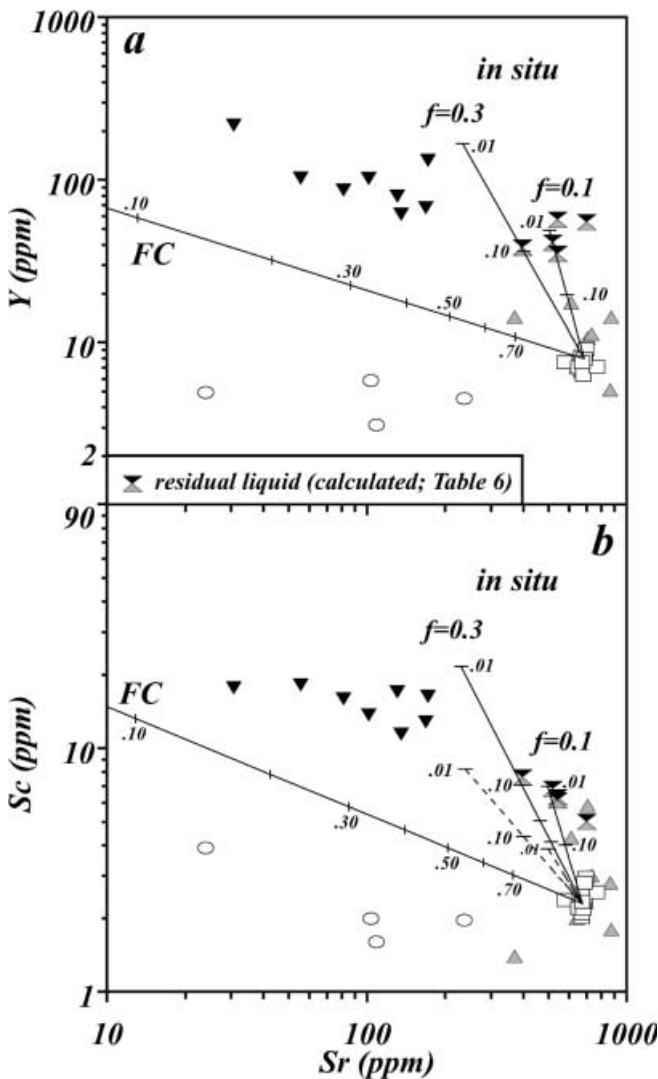 1000
a
in situ
f=0.3
.01
f=0.1
100
.01
.10
.10
.10
FC
.30
.50
.70
Y (ppm)
10
2
residual liquid (calculated; Table 6)
90
b
in situ
f=0.3
.01
FC
f=0.1
.10
.01
.10
.01
.10
.01
.10
.30
.50
.70
Sc (ppm)
10
1
10
100
1000
Sr (ppm)